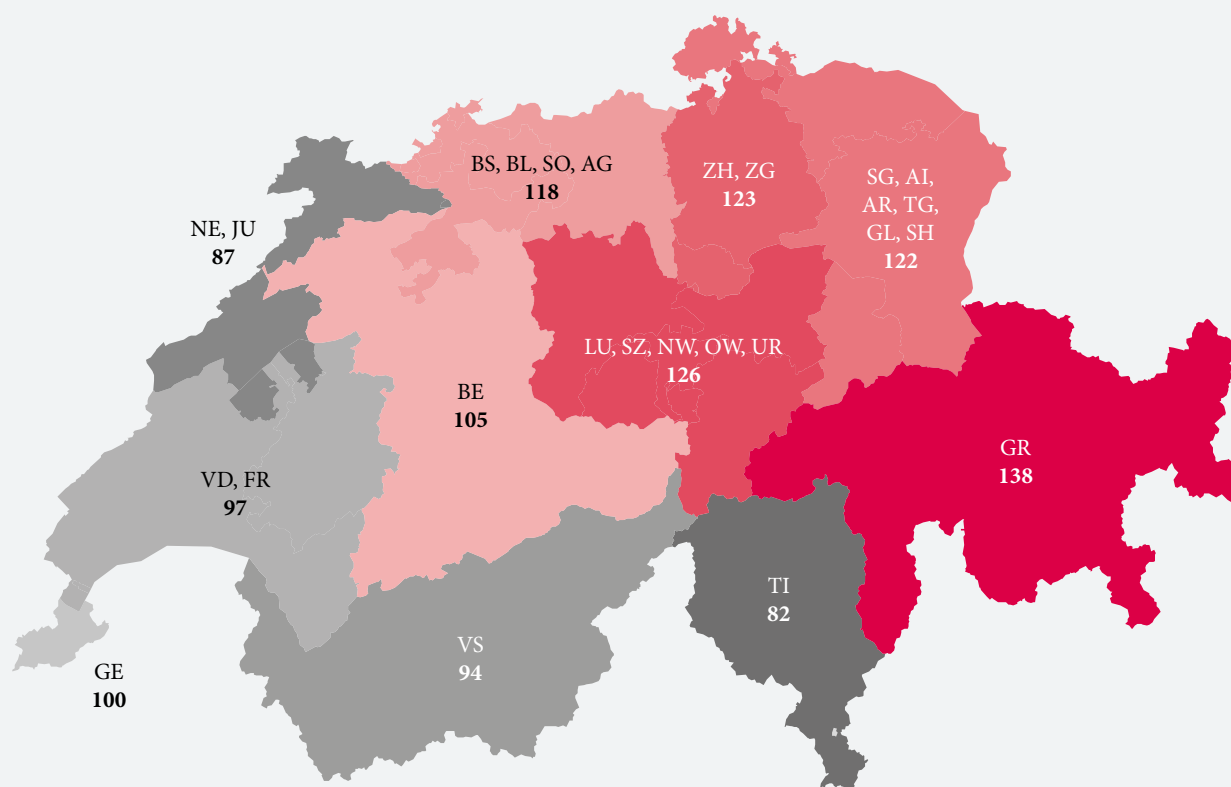 BS, BL, SO, AG
118
ZH, ZG
123
SG, AI,
AR, TG,
GL, SH
122
NE, JU
87
LU, SZ, NW, OW, UR
126
BE
105
GR
138
VD, FR
97
TI
82
VS
94
GE
100